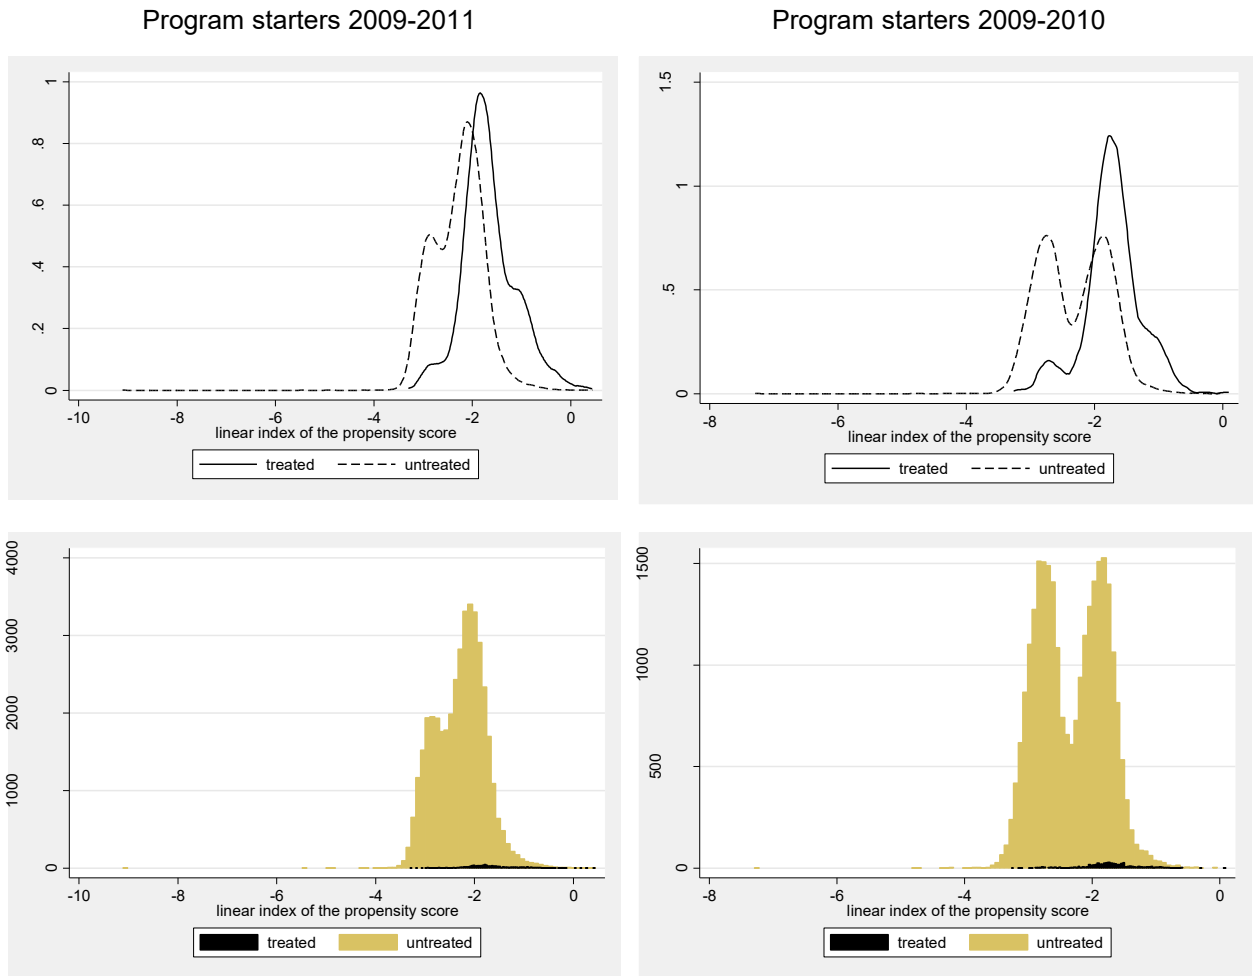 Program starters 2009-2011
Program starters 2009-2010
1
.8
.6
.4
.2
0
-10 -8 -6 -4 -2 0
linear index of the propensity score
treated untreated
1.5
1
.5
0
-8 -6 -4 -2 0
linear index of the propensity score
treated untreated
4000
3000
2000
1000
0
-10 -8 -6 -4 -2 0
linear index of the propensity score
treated untreated
1500
1000
500
0
-8 -6 -4 -2 0
linear index of the propensity score
treated untreated